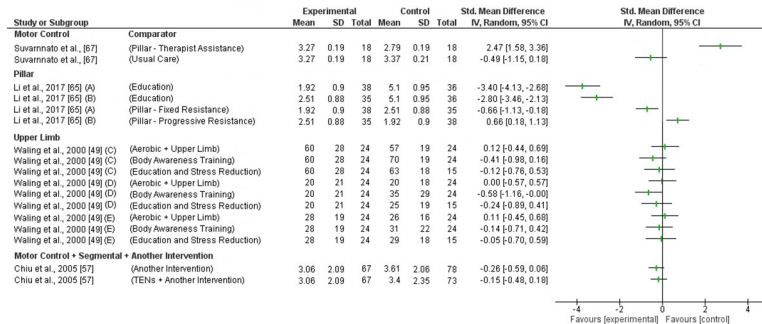 Experimental Control Std. Mean Difference Std. Mean Difference
Study or Subgroup Mean SD Total Mean SD Total IV, Random, 95% CI IV, Random, 95% CI
Motor Control Comparator
Suvarnnato et al., [67] (Pillar - Therapist Assistance) 3.27 0.19 18 2.79 0.19 18 2.47 [1.58, 3.36]
Suvarnnato et al., [67] (Usual Care) 3.27 0.19 18 3.37 0.21 18 -0.49 [-1.15, 0.18]
Pillar
Li et al., 2017 [65] (A) (Education) 1.92 0.9 38 5.1 0.95 36 -3.40 [-4.13, -2.68]
Li et al., 2017 [65] (B) (Education) 2.51 0.88 35 5.1 0.95 36 -2.80 [-3.46, -2.13]
Li et al., 2017 [65] (A) (Pillar - Fixed Resistance) 1.92 0.9 38 2.51 0.88 35 -0.66 [-1.13, -0.18]
Li et al., 2017 [65] (B) (Pillar - Progressive Resistance) 2.51 0.88 35 1.92 0.9 38 0.66 [0.18, 1.13]
Upper Limb
Waling et al., 2000 [49] (C) (Aerobic + Upper Limb) 60 28 24 57 19 24 0.12 [-0.44, 0.69]
Waling et al., 2000 [49] (C) (Body Awareness Training) 60 28 24 70 19 24 -0.41 [-0.98, 0.16]
Waling et al., 2000 [49] (C) (Education and Stress Reduction) 60 28 24 63 18 15 -0.12 [-0.76, 0.53]
Waling et al., 2000 [49] (D) (Aerobic + Upper Limb) 20 21 24 20 18 24 0.00 [-0.57, 0.57]
Waling et al., 2000 [49] (D) (Body Awareness Training) 20 21 24 35 29 24 -0.58 [-1.16, -0.00]
Waling et al., 2000 [49] (D) (Education and Stress Reduction) 20 21 24 25 19 15 -0.24 [-0.89, 0.41]
Waling et al., 2000 [49] (E) (Aerobic + Upper Limb) 28 19 24 26 16 24 0.11 [-0.45, 0.68]
Waling et al., 2000 [49] (E) (Body Awareness Training) 28 19 24 31 22 24 -0.14 [-0.71, 0.42]
Waling et al., 2000 [49] (E) (Education and Stress Reduction) 28 19 24 29 18 15 -0.05 [-0.70, 0.59]
Motor Control + Segmental + Another Intervention
Chiu et al., 2005 [57] (Another Intervention) 3.06 2.09 67 3.61 2.06 78 -0.26 [-0.59, 0.06]
Chiu et al., 2005 [57] (TENs + Another Intervention) 3.06 2.09 67 3.4 2.35 73 -0.15 [-0.48, 0.18]
-4 -2 0 2 4
Favours [experimental] Favours [control]